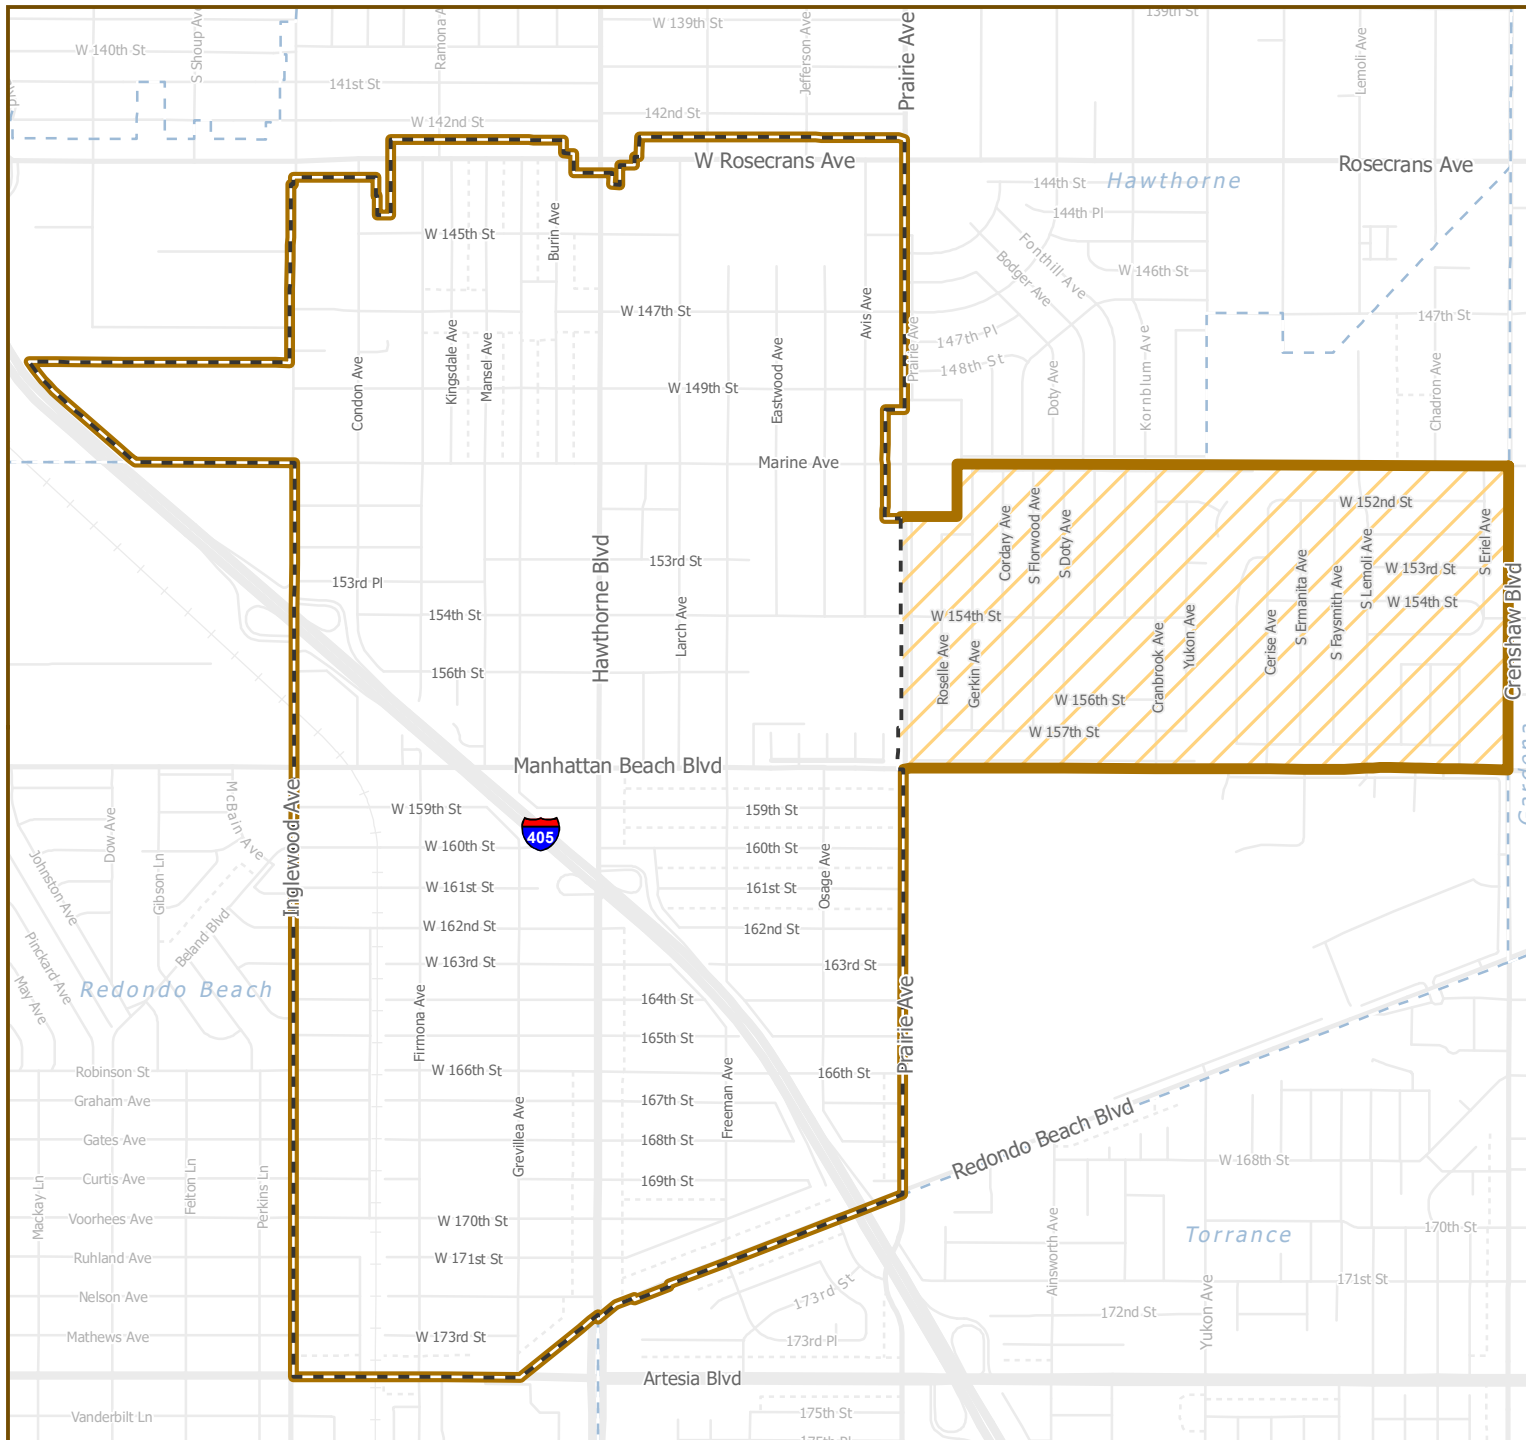 W 139th St
139th St
W 140th St
S Shoup Ave
Ramona A
Jefferson Ave
Prairie Ave
Lemoli Ave
141st St
W 142nd St
142nd St
W Rosecrans Ave
Rosecrans Ave
Hawthorne
144th St
144th Pl
W 145th St
Burin Ave
Fonthill Ave
Bodger Ave
W 146th St
W 147th St
Avis Ave
Prairie Ave
147th Pl
147th St
148th St
Kornblum Ave
Kingsdale Ave
Mansel Ave
Condon Ave
W 149th St
Eastwood Ave
Doty Ave
Chadron Ave
Marine Ave
W 152nd St
Cordary Ave
S Florwood Ave
S Doty Ave
S Eriel Ave
S Lemoli Ave
153rd St
W 153rd St
Hawthorne Blvd
153rd Pl
S Ermanita Ave
S Faysmith Ave
W 154th St
154th St
Larch Ave
W 154th St
Crenshaw Blvd
Roselle Ave
Gerkin Ave
Cranbrook Ave
Yukon Ave
Cerise Ave
156th St
W 156th St
W 157th St
Manhattan Beach Blvd
Gardena
McBain Ave
Dow Ave
Inglewood Ave
W 159th St
159th St
405
W 160th St
160th St
Johnston Ave
Gibson Ln
W 161st St
161st St
Osage Ave
W 162nd St
162nd St
Beland Blvd
Pinckard Ave
May Ave
W 163rd St
163rd St
Redondo Beach
164th St
Firmona Ave
Prairie Ave
165th St
Robinson St
W 166th St
166th St
Graham Ave
167th St
Freeman Ave
Redondo Beach Blvd
Gates Ave
Grevillea Ave
168th St
W 168th St
Curtis Ave
169th St
Mackay Ln
Felton Ln
Perkins Ln
Voorhees Ave
W 170th St
170th St
Ainsworth Ave
Torrance
Ruhland Ave
W 171st St
171st St
Nelson Ave
173rd St
172nd St
Yukon Ave
Mathews Ave
W 173rd St
173rd Pl
Artesia Blvd
Vanderbilt Ln
175th St
175th Pl